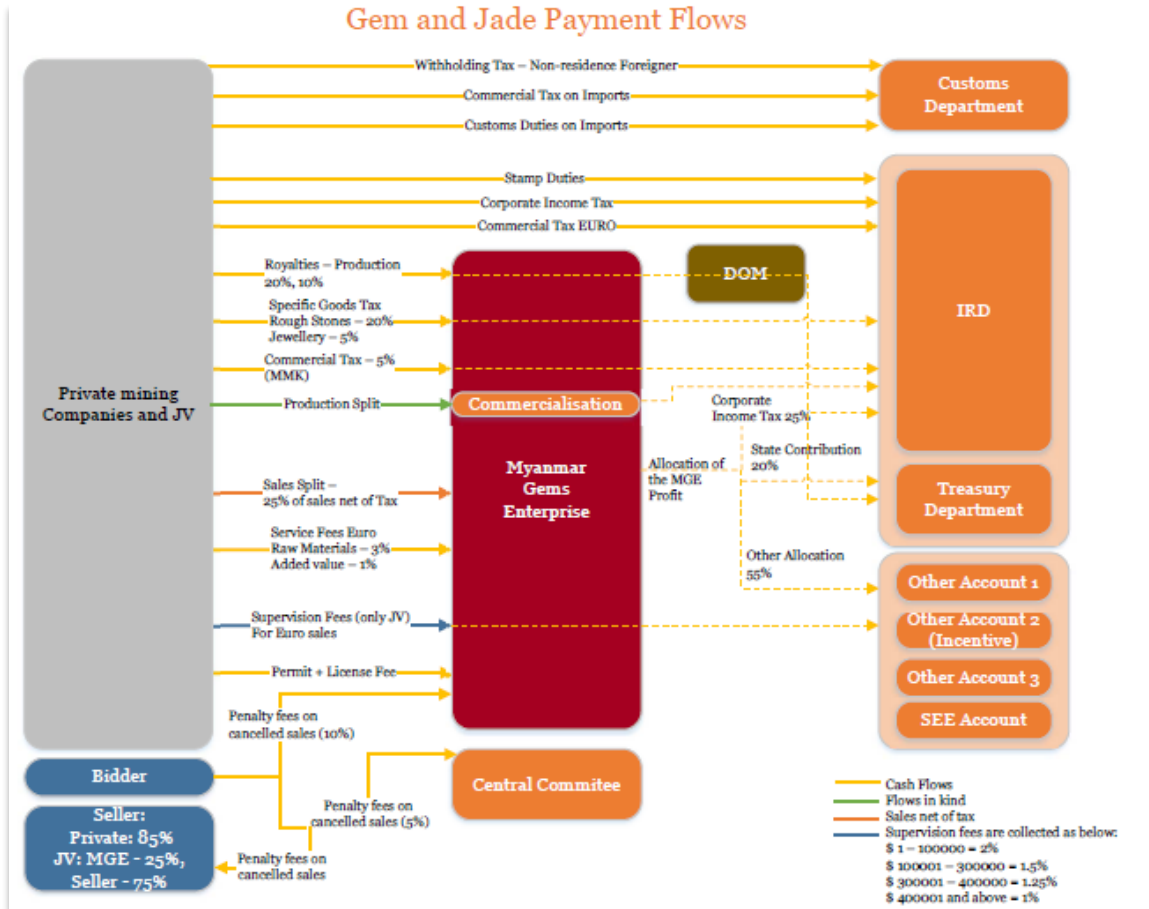 Gem and Jade Payment Flows
Withholding Tax – Non-residence Foreigner
Commercial Tax on Imports
Customs Duties on Imports
Customs
Department
Stamp Duties
Corporate Income Tax
Commercial Tax EURO
Royalties – Production
20%, 10%
DOM
Specific Goods Tax
Rough Stones – 20%
Jewellery – 5%
IRD
Commercial Tax – 5%
(MMK)
Private mining
Companies and JV
Production Split
Commercialisation
Corporate
Income Tax 25%
Myanmar
Gems
Enterprise
Allocation of
the MGE
Profit
State Contribution
20%
Treasury
Department
Sales Split –
25% of sales net of Tax
Service Fees Euro
Raw Materials – 3%
Added value – 1%
Other Allocation
55%
Other Account 1
Supervision Fees (only JV)
For Euro sales
Other Account 2
(Incentive)
Permit + License Fee
Other Account 3
SEE Account
Penalty fees on
cancelled sales (10%)
Bidder
Central Commitee
Penalty fees on
cancelled sales (5%)
Seller:
Private: 85%
JV: MGE - 25%,
Seller - 75%
Penalty fees on
cancelled sales
Cash Flows
Flows in kind
Sales net of tax
Supervision fees are collected as below:
$ 1 – 100000 = 2%
$ 100001 – 300000 = 1.5%
$ 300001 – 400000 = 1.25%
$ 400001 and above = 1%